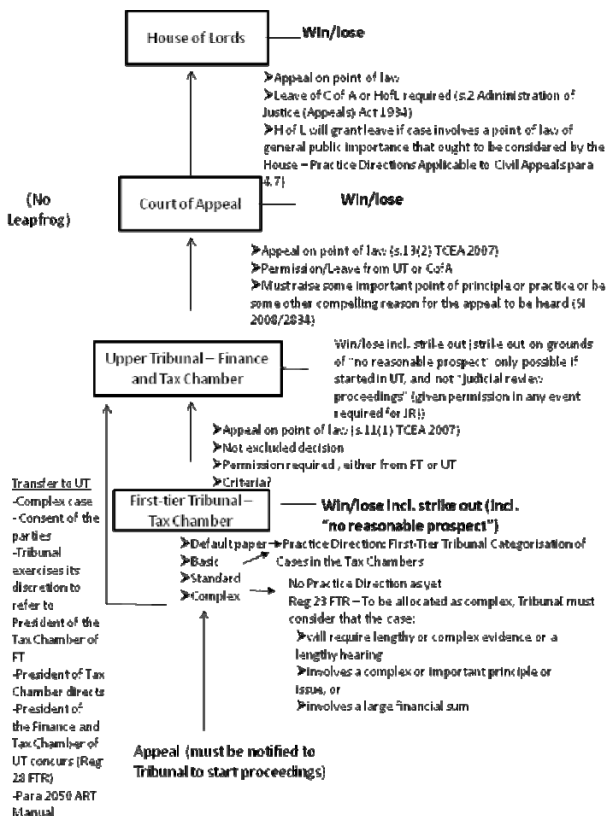 House of Lords
Win/lose
➤Appeal on point of law
➤Leave of C of A or HofL required (s.2 Administration of
Justice (Appeals) Act 1934)
➤H of L will grant leave if case involves a point of law of
general public importance that ought to be considered by the
House – Practice Directions Applicable to Civil Appeals para
4.7)
(No
Leapfrog)
Court of Appeal
Win/lose
➤Appeal on point of law (s.13(2) TCEA 2007)
➤Permission/Leave from UT or CofA
➤Must raise some important point of principle or practice or be
some other compelling reason for the appeal to be heard (SI
2008/2834)
Upper Tribunal – Finance
and Tax Chamber
Win/lose incl. strike out (strike out on grounds
of "no reasonable prospect" only possible if
started in UT, and not "judicial review
proceedings" (given permission in any event
required for JR))
➤Appeal on point of law (s.11(1) TCEA 2007)
➤Not excluded decision
➤Permission required , either from FT or UT
➤Criteria?
First-tier Tribunal –
Tax Chamber
Win/lose incl. strike out (incl.
"no reasonable prospect")
➤Default paper
➤Basic
➤Standard
➤Complex
Practice Direction: First-Tier Tribunal Categorisation of
Cases in the Tax Chambers
No Practice Direction as yet
Reg 23 FTR – To be allocated as complex, Tribunal must
consider that the case:
➤will require lengthy or complex evidence or a
lengthy hearing
➤involves a complex or important principle or
issue, or
➤involves a large financial sum
Transfer to UT
-Complex case
- Consent of the
parties
-Tribunal
exercises its
discretion to
refer to
President of the
Tax Chamber of
FT
-President of Tax
Chamber directs
-President of
the Finance and
Tax Chamber of
UT concurs (Reg
28 FTR)
-Para 2050 ART
Manual
Appeal (must be notified to
Tribunal to start proceedings)